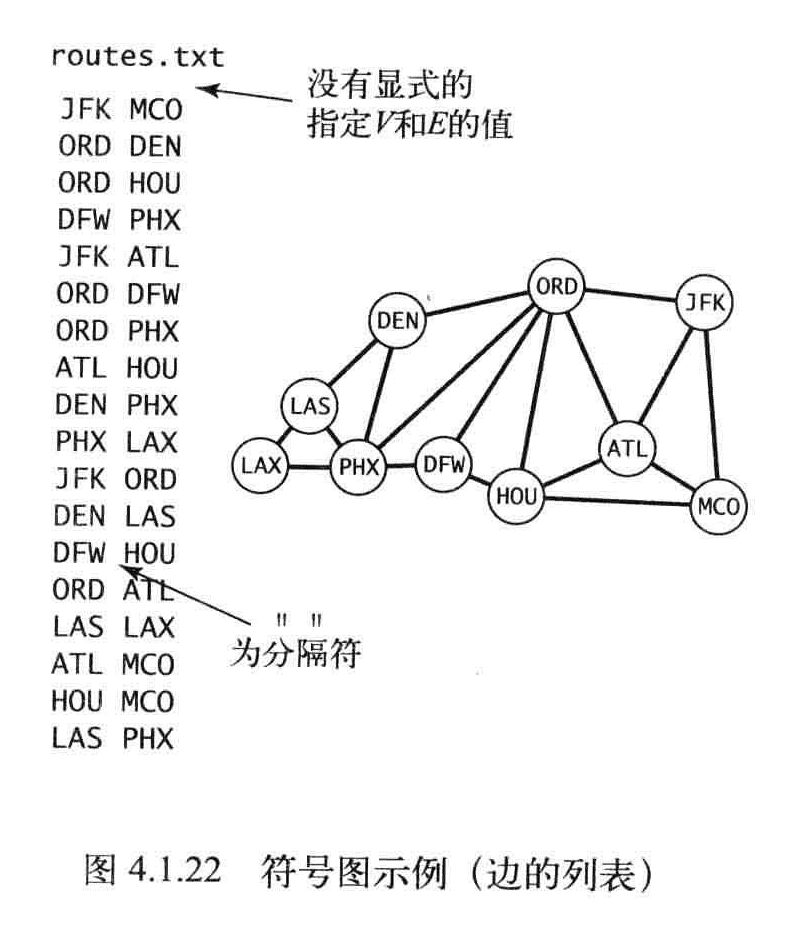 routes.txt
没有显式的
指定V和E的值
JFK MCO
ORD DEN
ORD HOU
DFW PHX
JFK ATL
ORD DFW
ORD PHX
ATL HOU
DEN PHX
PHX LAX
JFK ORD
DEN LAS
DFW HOU
ORD ATL
LAS LAX
ATL MCO
HOU MCO
LAS PHX
" "
为分隔符
ORD
JFK
DEN
LAS
ATL
LAX
PHX
DFW
HOU
MCO
图 4.1.22 符号图示例（边的列表）